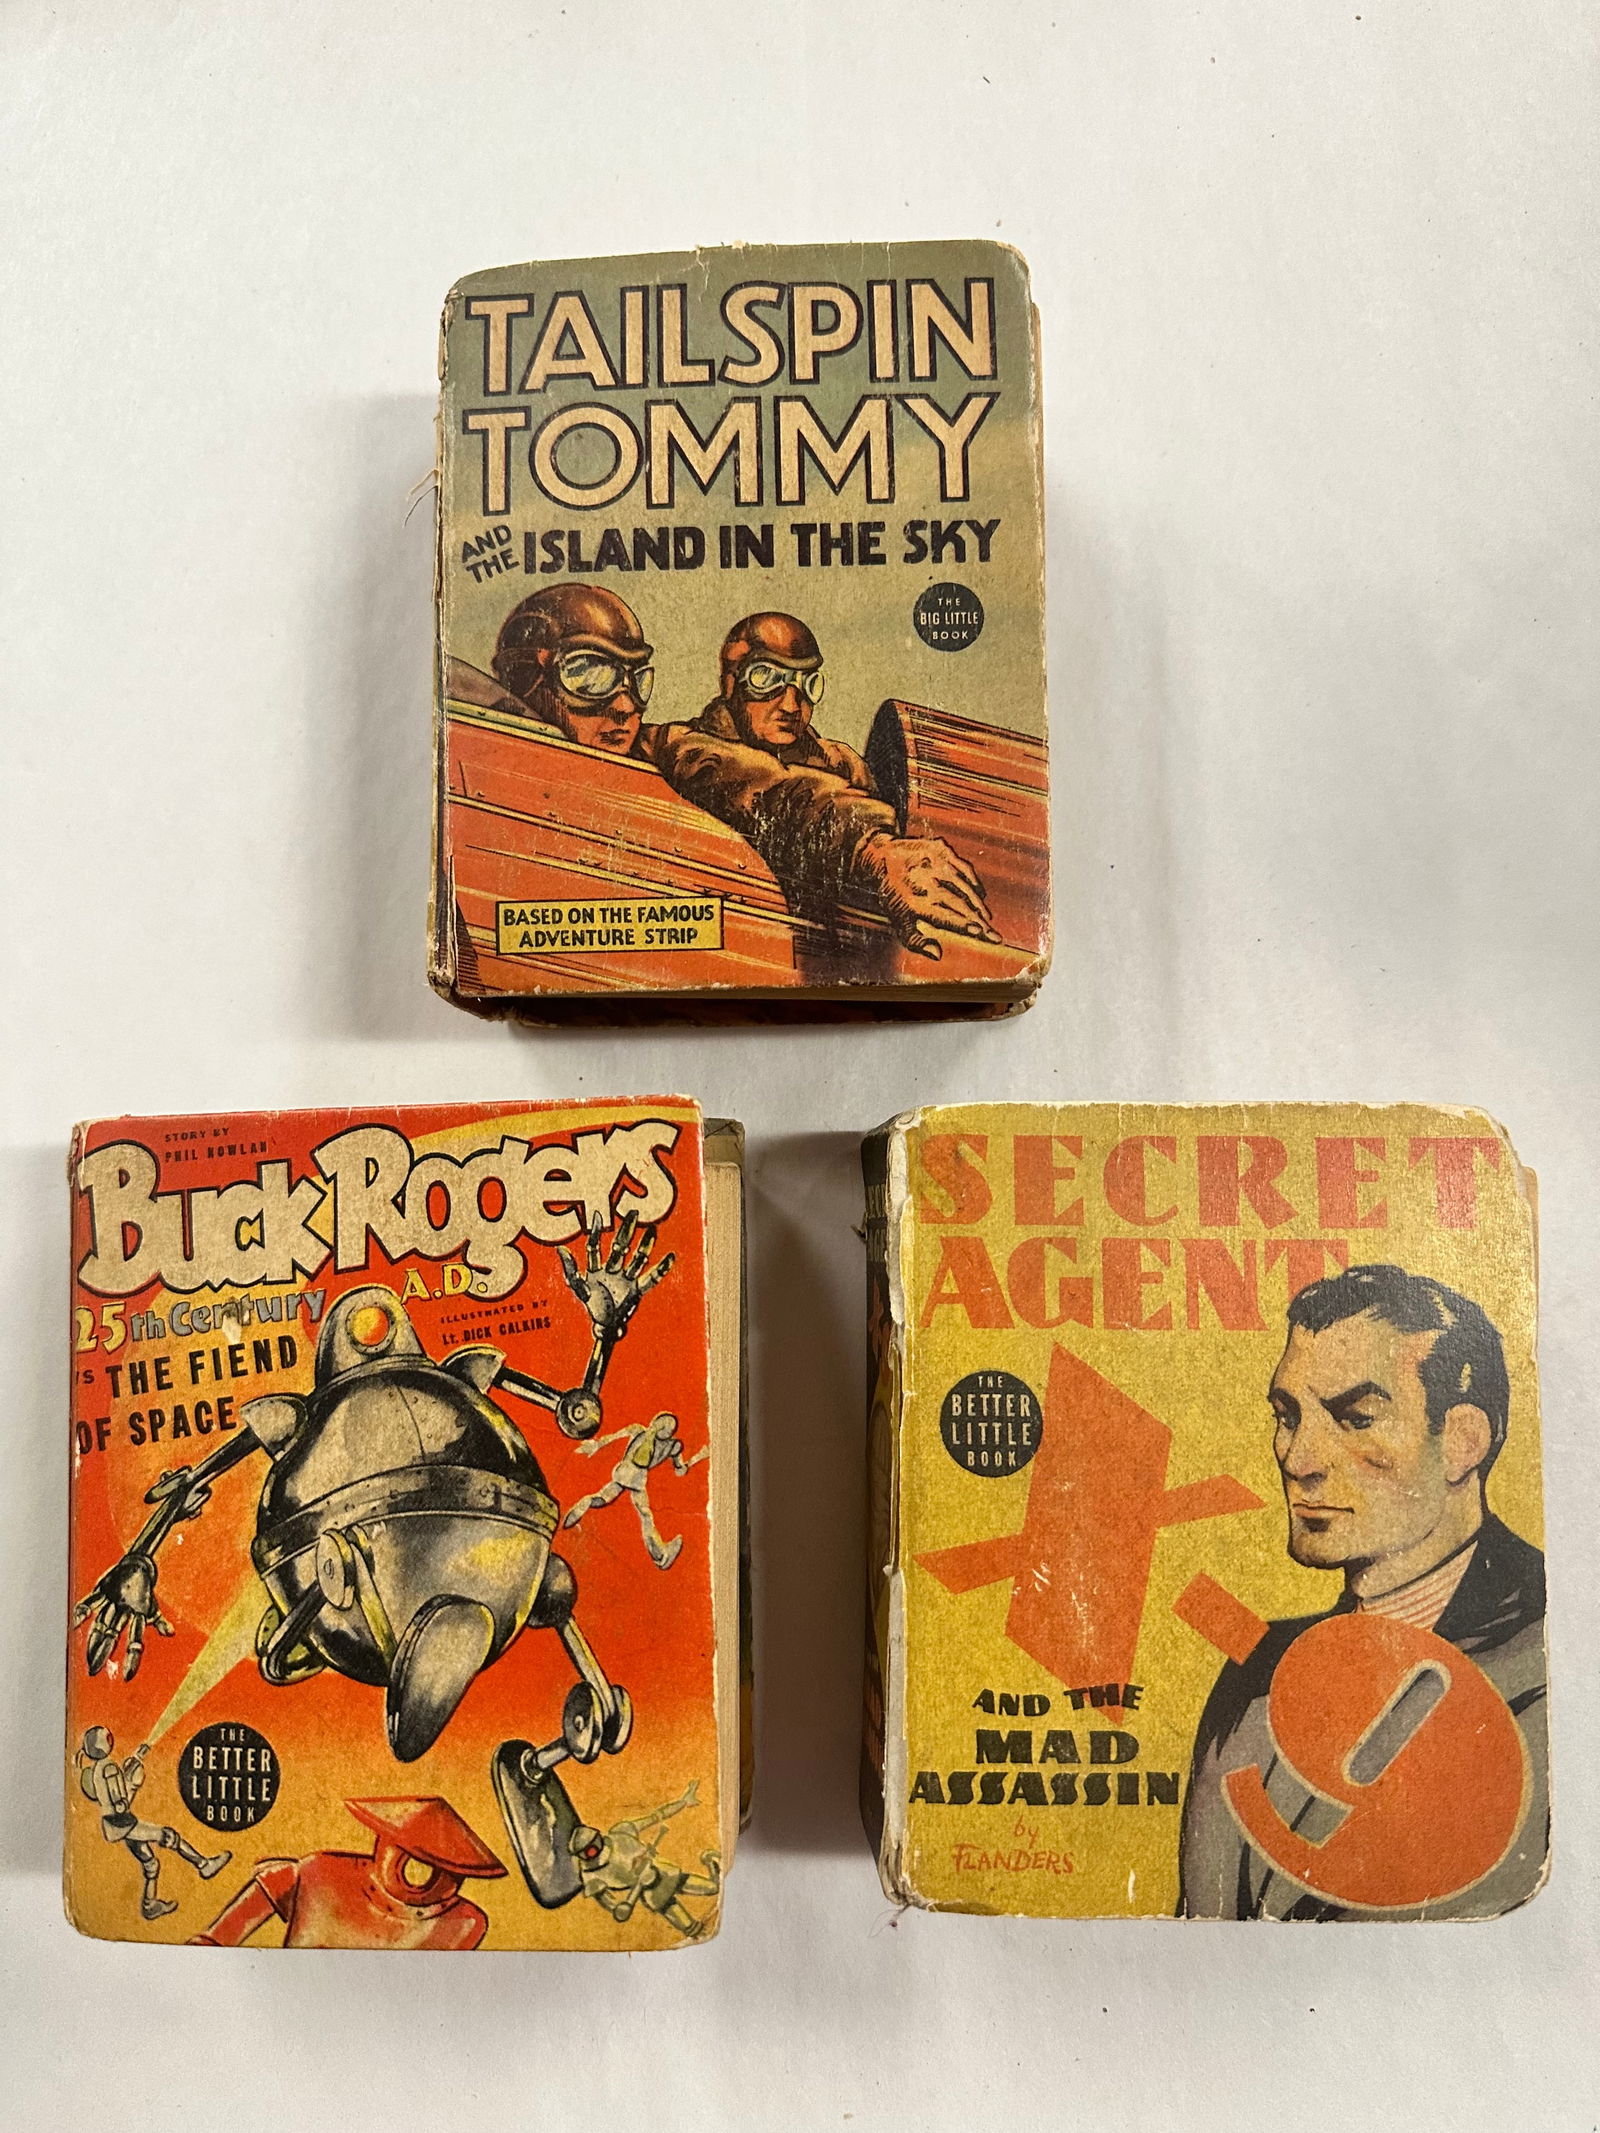 TAILSPIN
TOMMY
AND THE ISLAND IN THE SKY
THE
BIG LITTLE
BOOK
BASED ON THE FAMOUS
ADVENTURE STRIP
STORY BY
PHIL NOWLAN
Buck Rogers
25th Century A.D.
ILLUSTRATED BY
Lt. DICK CALKINS
VS THE FIEND
OF SPACE
THE
BETTER
LITTLE
BOOK
SECRET
AGENT
X
9
THE
BETTER
LITTLE
BOOK
AND THE
MAD
ASSASSIN
by
FLANDERS